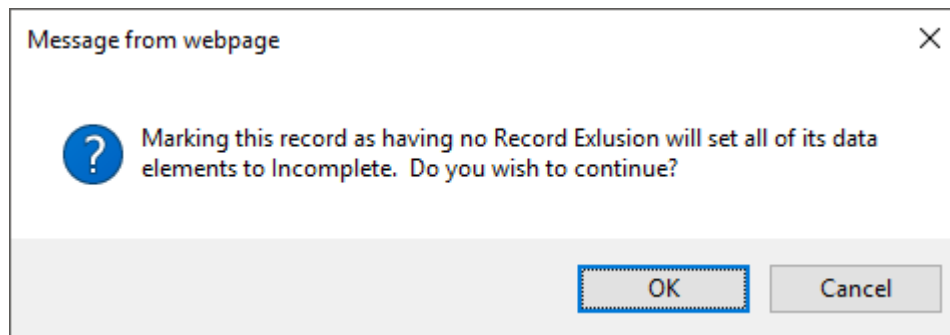 Message from webpage
Marking this record as having no Record Exlusion will set all of its data
elements to Incomplete.  Do you wish to continue?
OK
Cancel